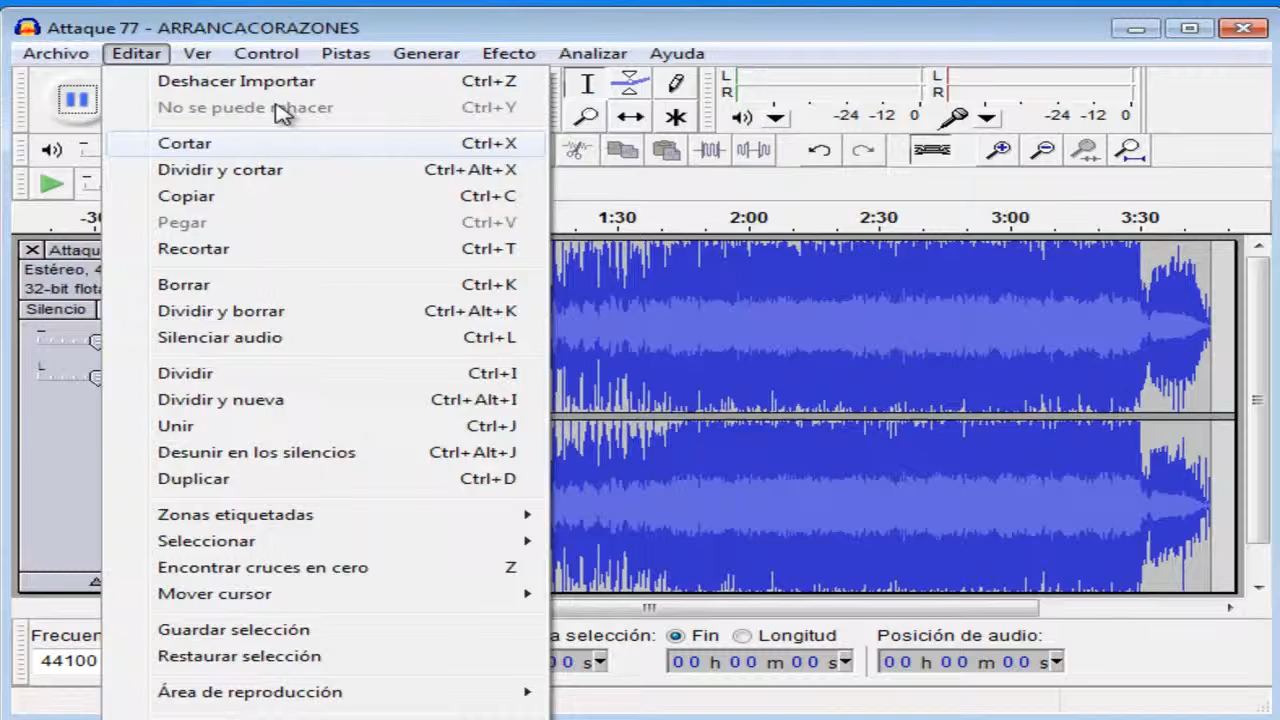 Attaque 77 - ARRANCACORAZONES
Archivo Editar Ver Control Pistas Generar Efecto Analizar Ayuda
Deshacer Importar Ctrl+Z
No se puede rehacer Ctrl+Y
Cortar Ctrl+X
Dividir y cortar Ctrl+Alt+X
Copiar Ctrl+C
Pegar Ctrl+V
Recortar Ctrl+T
Borrar Ctrl+K
Dividir y borrar Ctrl+Alt+K
Silenciar audio Ctrl+L
Dividir Ctrl+I
Dividir y nueva Ctrl+Alt+I
Unir Ctrl+J
Desunir en los silencios Ctrl+Alt+J
Duplicar Ctrl+D
Zonas etiquetadas
Seleccionar
Encontrar cruces en cero Z
Mover cursor
Guardar selección
Restaurar selección
Área de reproducción
L
R
-24 -12 0
L
R
-24 -12 0
-30 1:30 2:00 2:30 3:00 3:30
Attaqu
Estéreo, 4
32-bit flota
Silencio
L
Frecuen
44100
a selección: Fin Longitud Posición de audio:
0 s 00 h 00 m 00 s 00 h 00 m 00 s